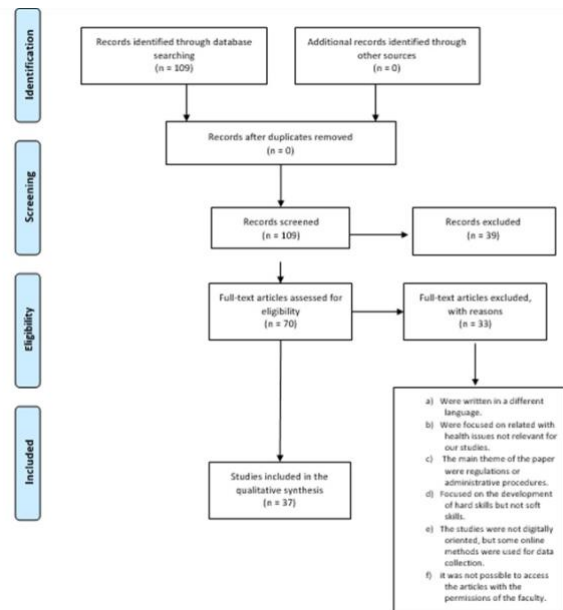 Identification
Records identified through database
searching
(n = 109)
Additional records identified through
other sources
(n = 0)
Records after duplicates removed
(n = 0)
Screening
Records screened
(n = 109)
Records excluded
(n = 39)
Eligibility
Full-text articles assessed for
eligibility
(n = 70)
Full-text articles excluded,
with reasons
(n = 33)
a) Were written in a different
language.
b) Were focused on related with
health issues not relevant for
our studies.
c) The main theme of the paper
were regulations or
administrative procedures.
d) Focused on the development
of hard skills but not soft
skills.
e) The studies were not digitally
oriented, but some online
methods were used for data
collection.
f) it was not possible to access
the articles with the
permissions of the faculty.
Included
Studies included in the
qualitative synthesis
(n = 37)